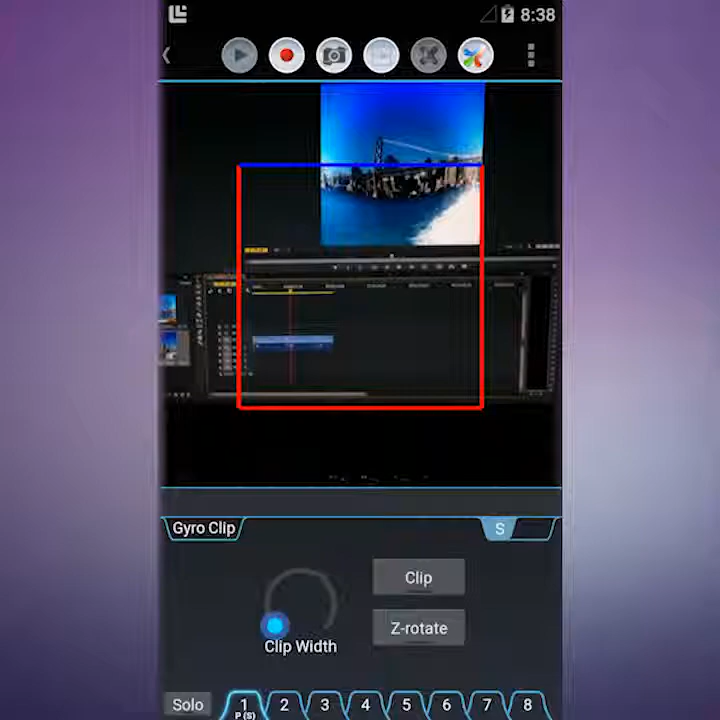 8:38
Gyro Clip
S
Clip
Z-rotate
Clip Width
Solo
1 2 3 4 5 6 7 8
P (S)